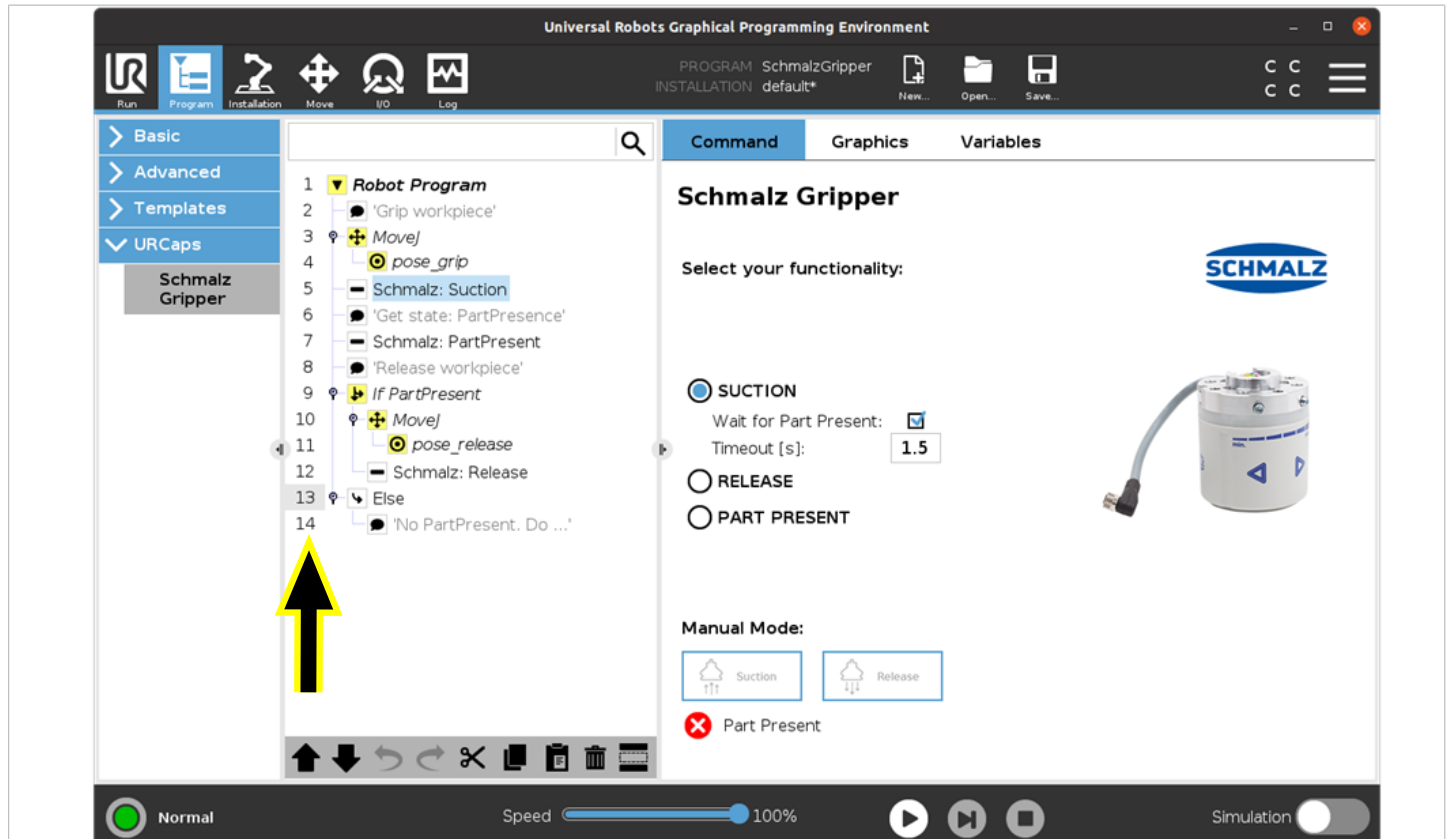 Universal Robots Graphical Programming Environment
Run
Program
Installation
Move
I/O
Log
PROGRAM SchmalzGripper
INSTALLATION default*
New...
Open...
Save...
C C
C C
Basic
Advanced
Templates
URCaps
Schmalz
Gripper
1 Robot Program
2 'Grip workpiece'
3 MoveJ
4 pose_grip
5 Schmalz: Suction
6 'Get state: PartPresence'
7 Schmalz: PartPresent
8 'Release workpiece'
9 If PartPresent
10 MoveJ
11 pose_release
12 Schmalz: Release
13 Else
14 'No PartPresent. Do ...'
Command Graphics Variables
Schmalz Gripper
Select your functionality:
SCHMALZ
SUCTION
Wait for Part Present:
Timeout [s]: 1.5
RELEASE
PART PRESENT
Manual Mode:
Suction
Release
Part Present
Normal
Speed 100%
Simulation